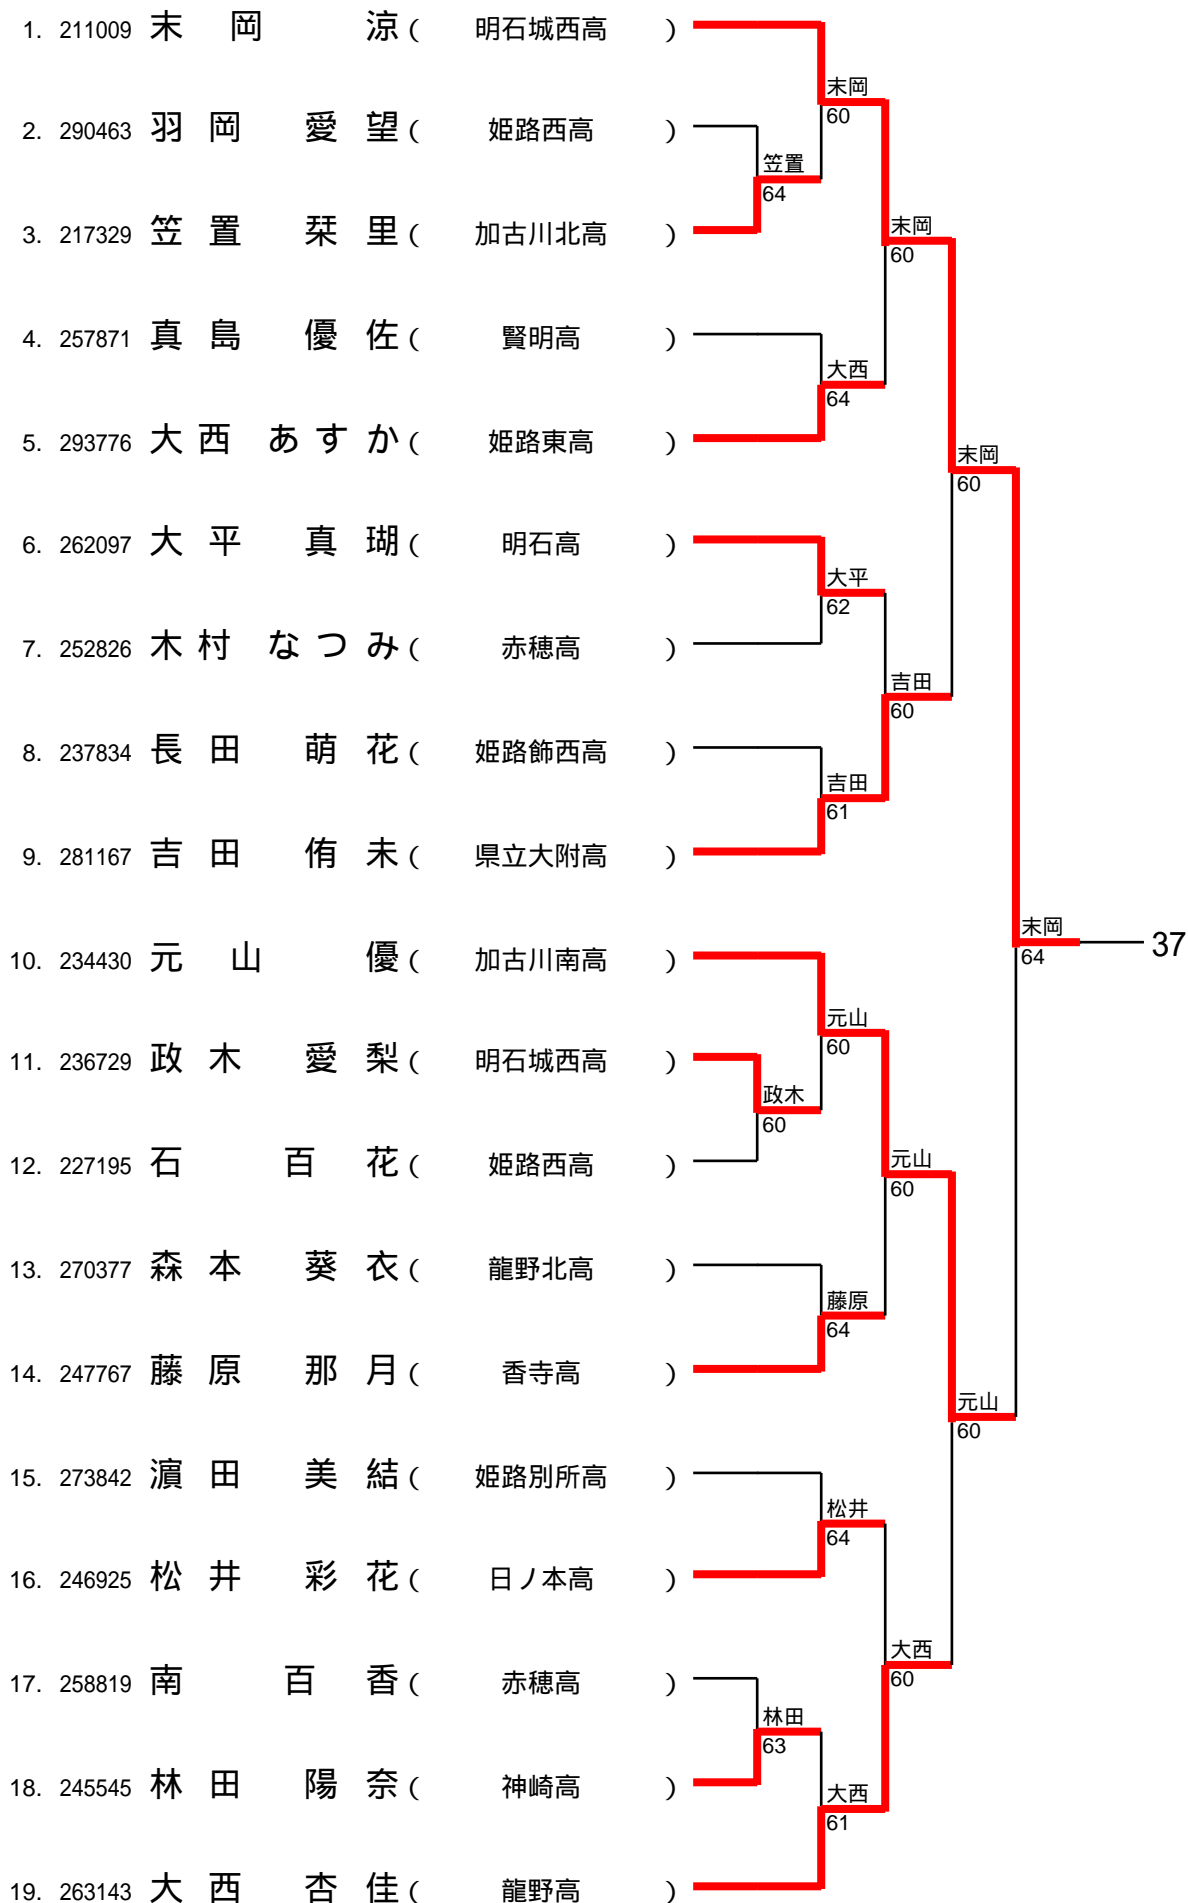 1. 211009 末 岡 涼 ( 明石城西高 )
末岡
60
2. 290463 羽 岡 愛 望 ( 姫路西高 )
笠置
64
3. 217329 笠 置 栞 里 ( 加古川北高 )
末岡
60
4. 257871 真 島 優 佐 ( 賢明高 )
大西
64
5. 293776 大 西 あ す か ( 姫路東高 )
末岡
60
6. 262097 大 平 真 瑚 ( 明石高 )
大平
62
7. 252826 木 村 な つ み ( 赤穂高 )
吉田
60
8. 237834 長 田 萌 花 ( 姫路飾西高 )
吉田
61
9. 281167 吉 田 侑 未 ( 県立大附高 )
末岡
64
37
10. 234430 元 山 優 ( 加古川南高 )
元山
60
11. 236729 政 木 愛 梨 ( 明石城西高 )
政木
60
12. 227195 石 百 花 ( 姫路西高 )
元山
60
13. 270377 森 本 葵 衣 ( 龍野北高 )
藤原
64
14. 247767 藤 原 那 月 ( 香寺高 )
元山
60
15. 273842 濵 田 美 結 ( 姫路別所高 )
松井
64
16. 246925 松 井 彩 花 ( 日ノ本高 )
大西
60
17. 258819 南 百 香 ( 赤穂高 )
林田
63
18. 245545 林 田 陽 奈 ( 神崎高 )
大西
61
19. 263143 大 西 杏 佳 ( 龍野高 )